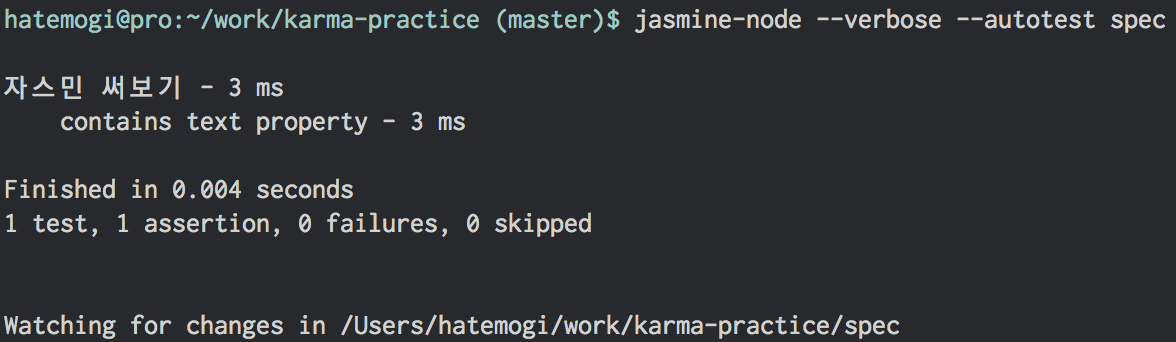 hatemogi@pro:~/work/karma-practice (master)$ jasmine-node --verbose --autotest spec
자스민 써보기 - 3 ms
contains text property - 3 ms
Finished in 0.004 seconds
1 test, 1 assertion, 0 failures, 0 skipped
Watching for changes in /Users/hatemogi/work/karma-practice/spec